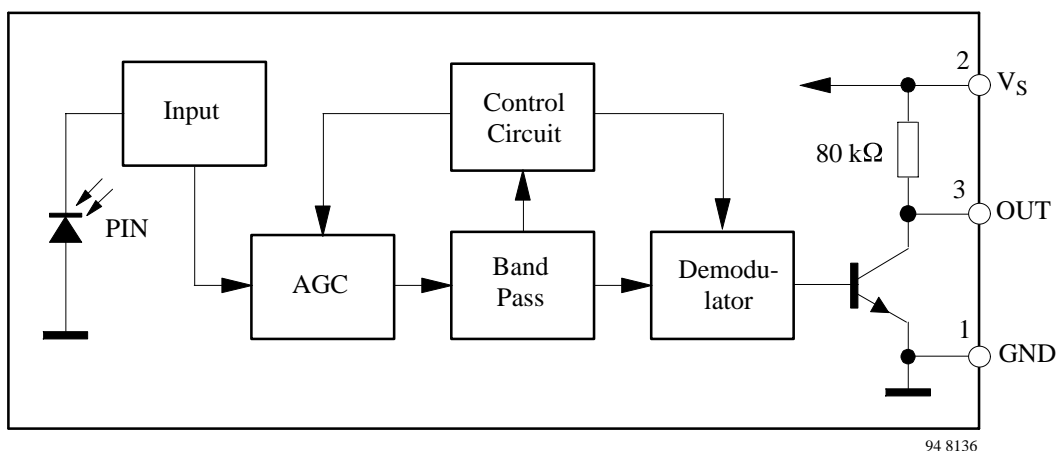 Input
Control
Circuit
2
V_S
80 kΩ
3
OUT
PIN
AGC
Band
Pass
Demodu-
lator
1
GND
94 8136